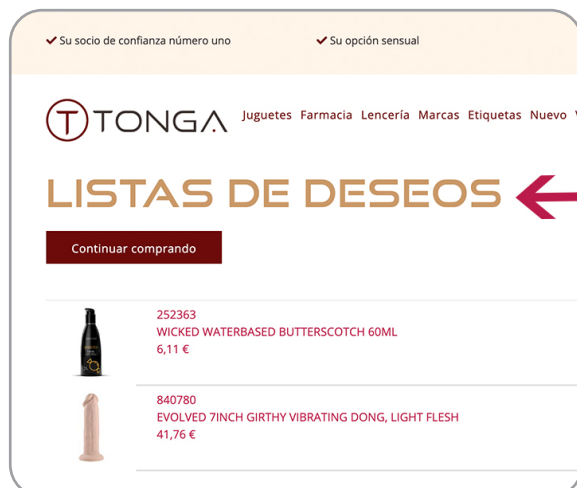 Su socio de confianza número uno
Su opción sensual
TONGA
Juguetes Farmacia Lencería Marcas Etiquetas Nuevo
LISTAS DE DESEOS
Continuar comprando
252363
WICKED WATERBASED BUTTERSCOTCH 60ML
6,11 €
840780
EVOLVED 7INCH GIRTHY VIBRATING DONG, LIGHT FLESH
41,76 €